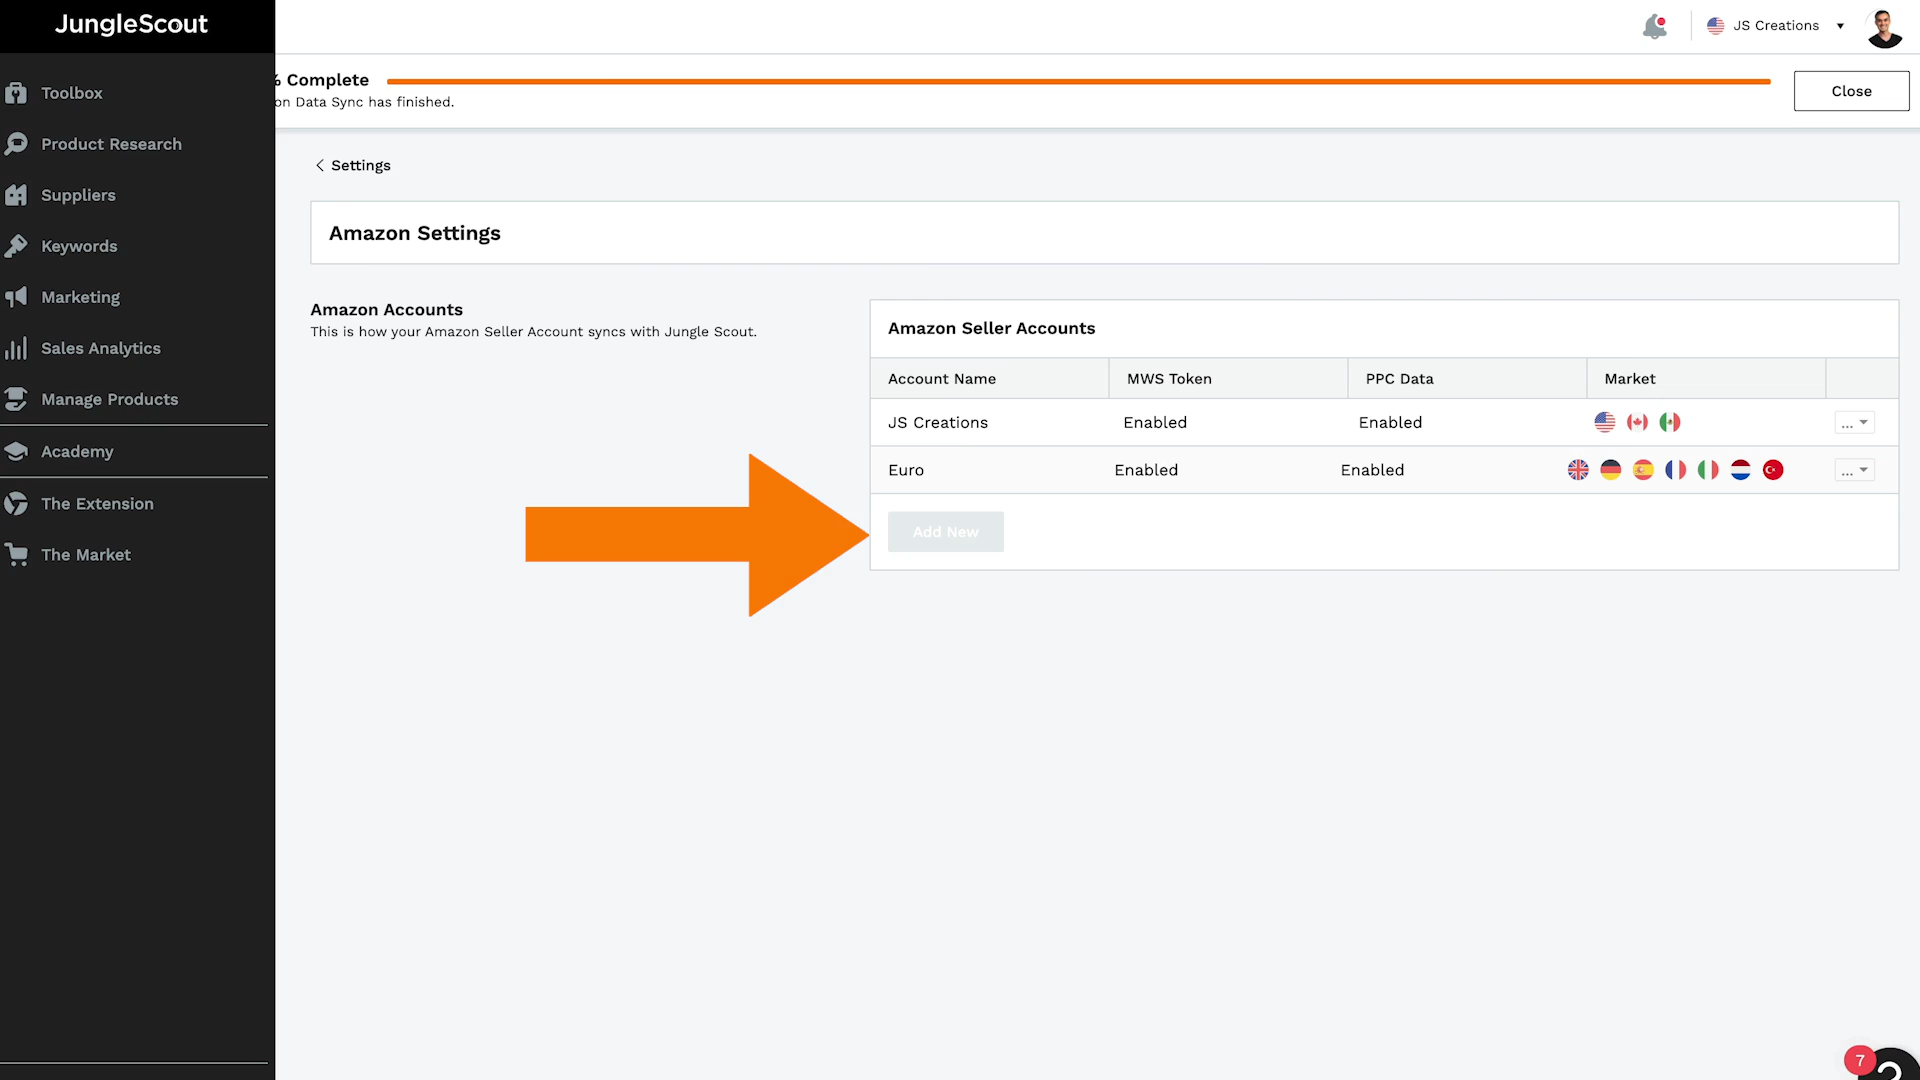 JungleScout
JS Creations
% Complete
on Data Sync has finished.
Close
Toolbox
Product Research
Suppliers
Keywords
Marketing
Sales Analytics
Manage Products
Academy
The Extension
The Market
Settings
Amazon Settings
Amazon Accounts
This is how your Amazon Seller Account syncs with Jungle Scout.
Amazon Seller Accounts
Account Name MWS Token PPC Data Market
JS Creations Enabled Enabled ...
Euro Enabled Enabled ...
Add New
7
?